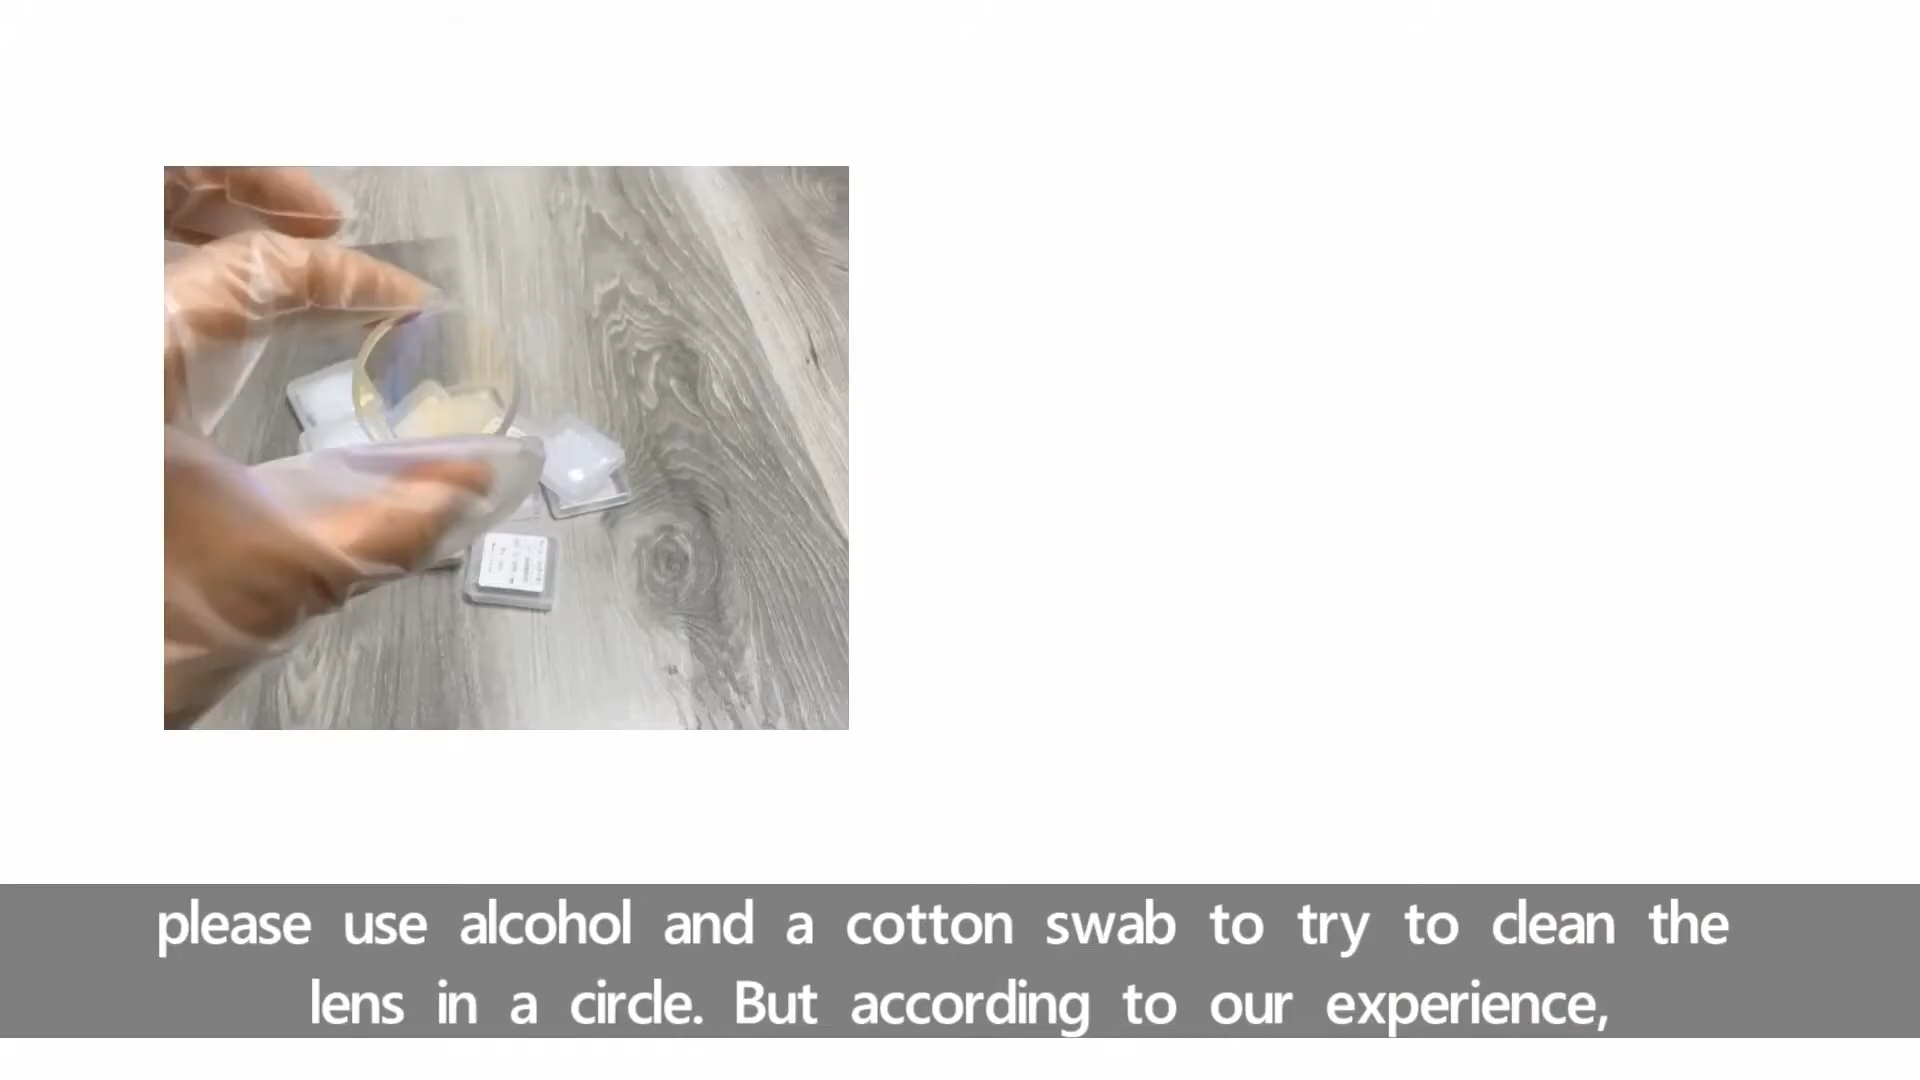 please use alcohol and a cotton swab to try to clean the
lens in a circle. But according to our experience,